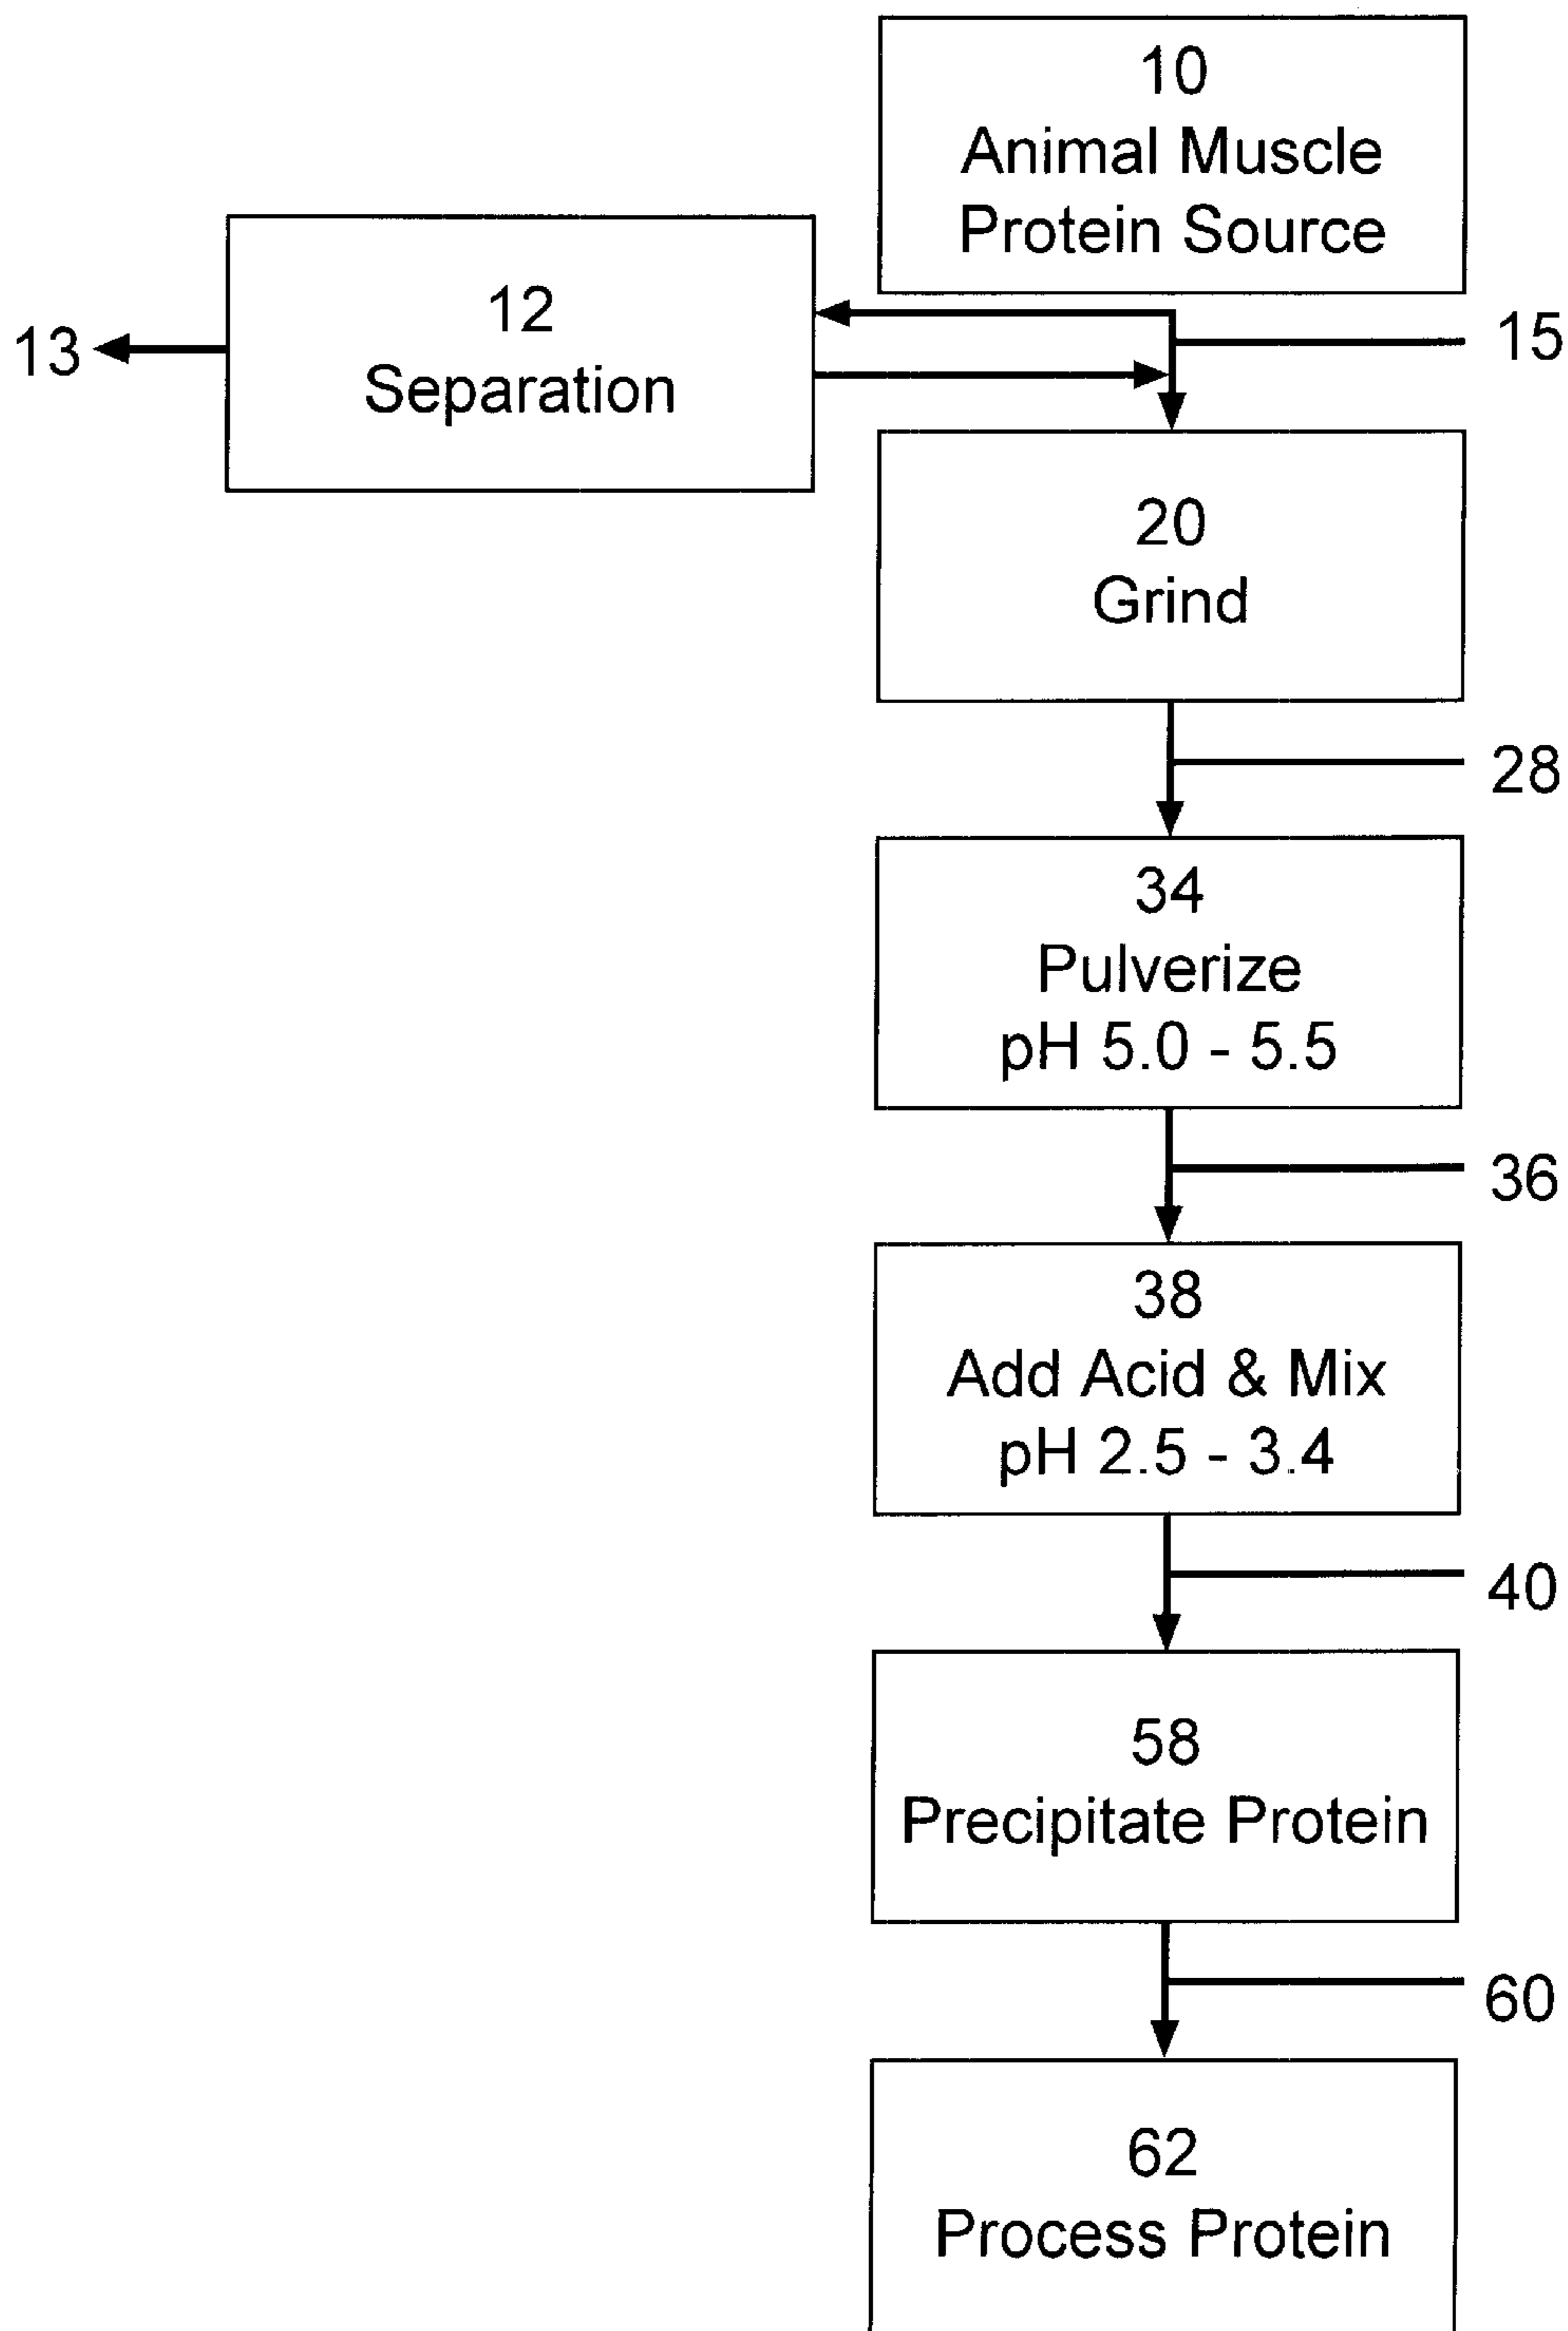 10
Animal Muscle
Protein Source
12
Separation
13
15
20
Grind
28
34
Pulverize
pH 5.0 - 5.5
36
38
Add Acid & Mix
pH 2.5 - 3.4
40
58
Precipitate Protein
60
62
Process Protein